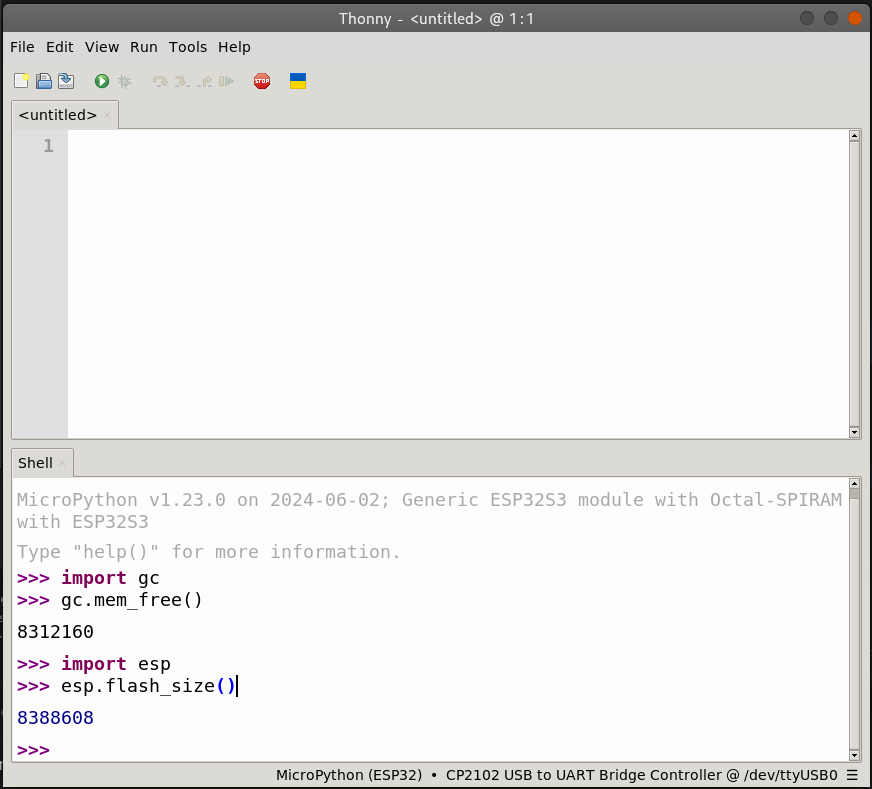 Thonny - <untitled> @ 1:1
File Edit View Run Tools Help
STOP
<untitled>
1
Shell
MicroPython v1.23.0 on 2024-06-02; Generic ESP32S3 module with Octal-SPIRAM
with ESP32S3
Type "help()" for more information.
>>> import gc
>>> gc.mem_free()
8312160
>>> import esp
>>> esp.flash_size()
8388608
>>>
MicroPython (ESP32) • CP2102 USB to UART Bridge Controller @ /dev/ttyUSB0 ☰